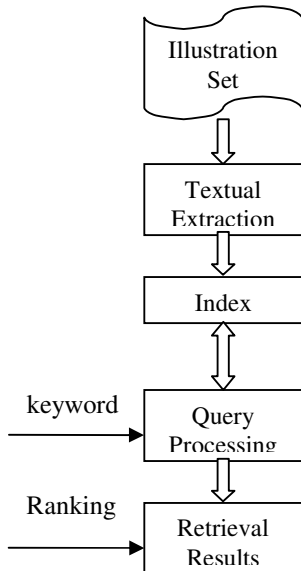 Illustration
Set
Textual
Extraction
Index
keyword
Query
Processing
Ranking
Retrieval
Results